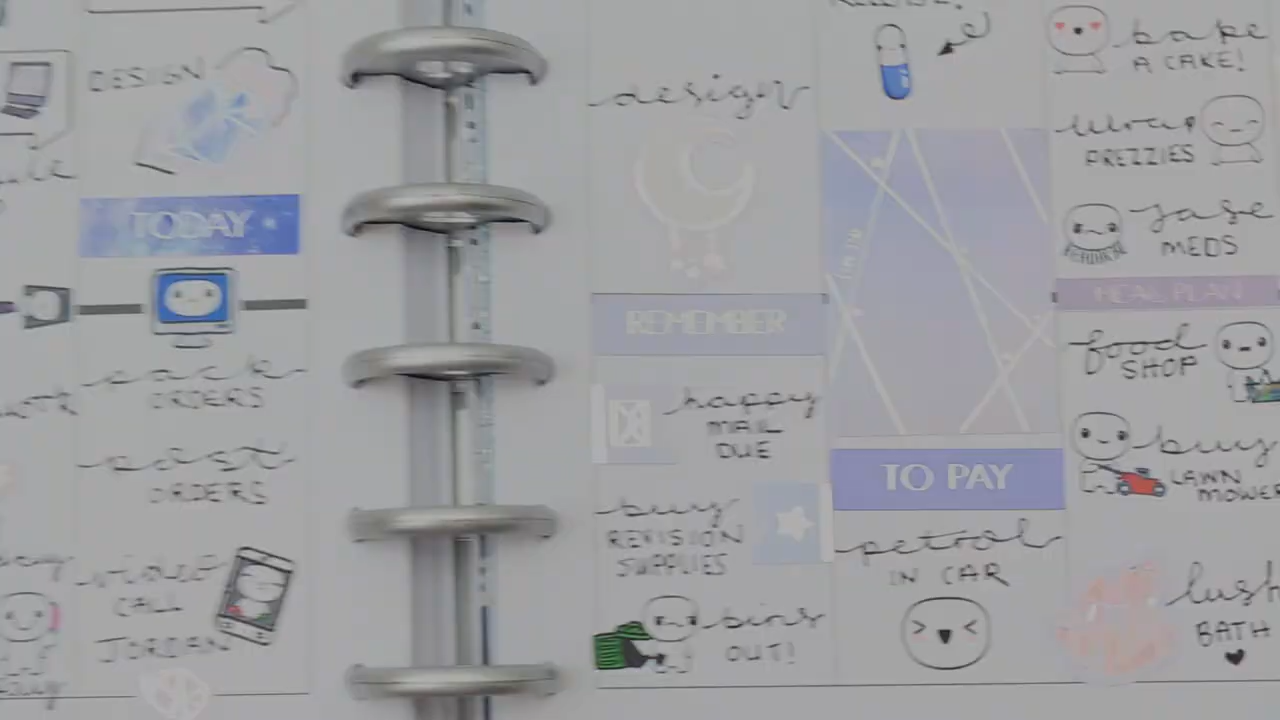 DESIGN
TODAY
pack
ORDERS
post
ORDERS
video
CALL
JORDAN
design
REMEMBER
happy
MAIL
DUE
buy
REVISION
SUPPLIES
bins
OUT!
TO PAY
petrol
IN CAR
bake
A CAKE!
wrap
PREZZIES
Jase
MEDS
MEAL PLAN
food
SHOP
buy
LAWN
MOWER
lush
BATH